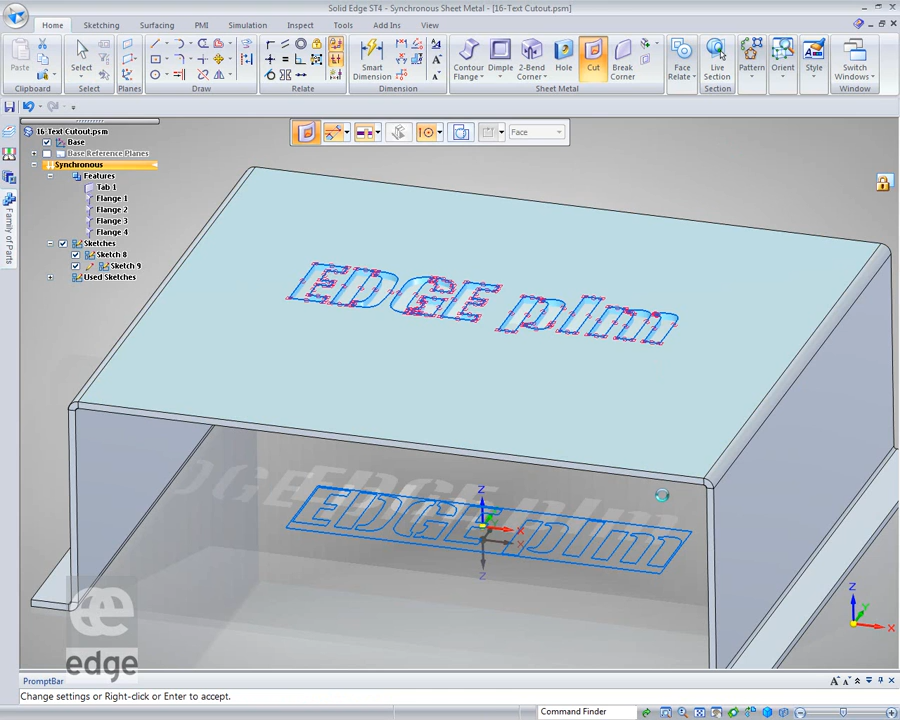 Solid Edge ST4 - Synchronous Sheet Metal - [16-Text Cutout.psm]
Home Sketching Surfacing PMI Simulation Inspect Tools Add Ins View
Paste
Select
Smart Dimension
Contour Flange
Dimple
2-Bend Corner
Hole
Cut
Break Corner
Face Relate
Live Section
Pattern
Orient
Style
Switch Windows
Clipboard Select Planes Draw Relate Dimension Sheet Metal Section Window
16-Text Cutout.psm
Base
Base Reference Planes
Synchronous
Features
Tab 1
Flange 1
Flange 2
Flange 3
Flange 4
Sketches
Sketch 8
Sketch 9
Used Sketches
Family of Parts
Face
EDGE plm
EDGE plm
EDGE plm
Z
X
X
Z
Z
Y
X
edge
PromptBar
Change settings or Right-click or Enter to accept.
Command Finder